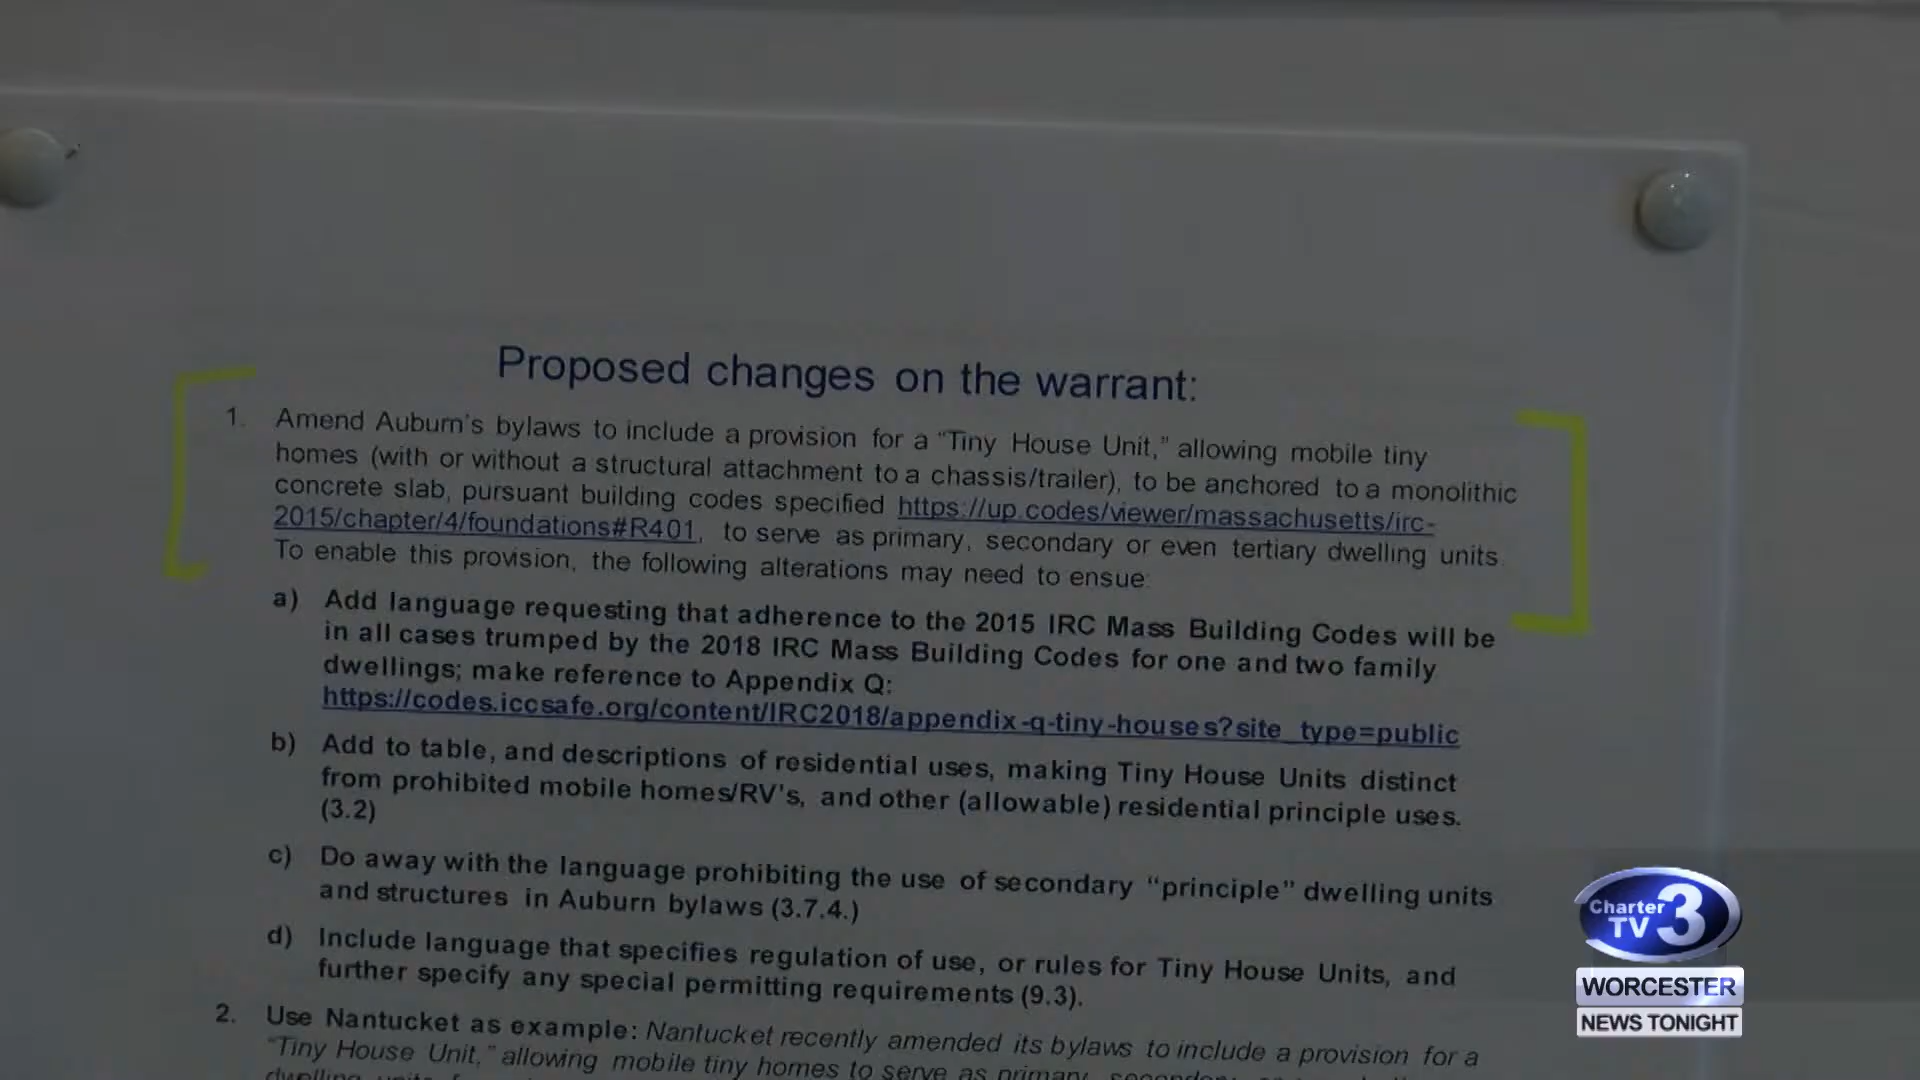 Proposed changes on the warrant:
1. Amend Auburn's bylaws to include a provision for a "Tiny House Unit," allowing mobile tiny
homes (with or without a structural attachment to a chassis/trailer), to be anchored to a monolithic
concrete slab, pursuant building codes specified https://up.codes/viewer/massachusetts/irc-
2015/chapter/4/foundations#R401, to serve as primary, secondary or even tertiary dwelling units.
To enable this provision, the following alterations may need to ensue:
a) Add language requesting that adherence to the 2015 IRC Mass Building Codes will be
in all cases trumped by the 2018 IRC Mass Building Codes for one and two family
dwellings; make reference to Appendix Q:
https://codes.iccsafe.org/content/IRC2018/appendix-q-tiny-houses?site_type=public
b) Add to table, and descriptions of residential uses, making Tiny House Units distinct
from prohibited mobile homes/RV's, and other (allowable) residential principle uses.
(3.2)
c) Do away with the language prohibiting the use of secondary "principle" dwelling units
and structures in Auburn bylaws (3.7.4.)
d) Include language that specifies regulation of use, or rules for Tiny House Units, and
further specify any special permitting requirements (9.3).
2. Use Nantucket as example: Nantucket recently amended its bylaws to include a provision for a
"Tiny House Unit," allowing mobile tiny homes to serve as primary, secondary
dwelling units
Charter
TV 3
WORCESTER
NEWS TONIGHT